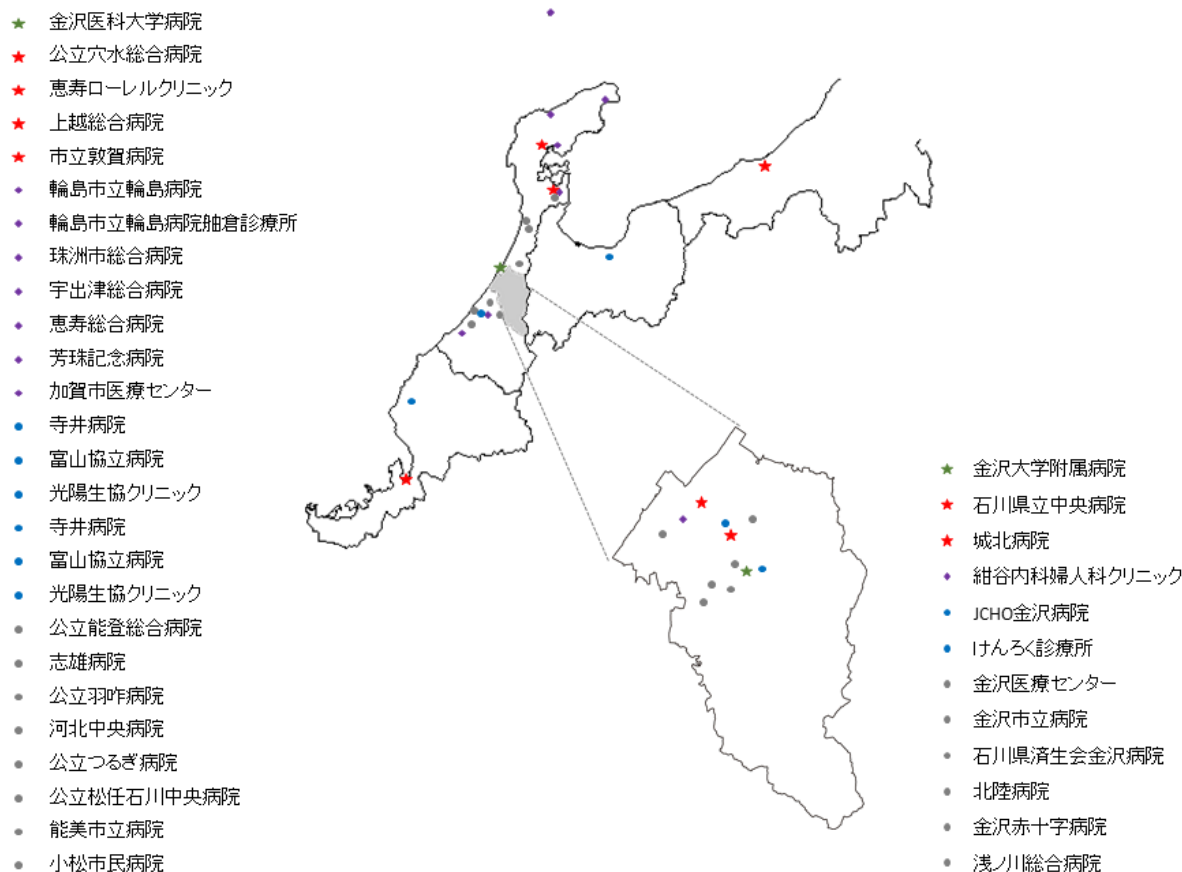 金沢医科大学病院
公立穴水総合病院
恵寿ローレルクリニック
上越総合病院
市立敦賀病院
輪島市立輪島病院
輪島市立輪島病院舳倉診療所
珠洲市総合病院
宇出津総合病院
恵寿総合病院
芳珠記念病院
加賀市医療センター
寺井病院
富山協立病院
光陽生協クリニック
寺井病院
富山協立病院
光陽生協クリニック
公立能登総合病院
志雄病院
公立羽咋病院
河北中央病院
公立つるぎ病院
公立松任石川中央病院
能美市立病院
小松市民病院
金沢大学附属病院
石川県立中央病院
城北病院
紺谷内科婦人科クリニック
JCHO金沢病院
けんろく診療所
金沢医療センター
金沢市立病院
石川県済生会金沢病院
北陸病院
金沢赤十字病院
浅ノ川総合病院